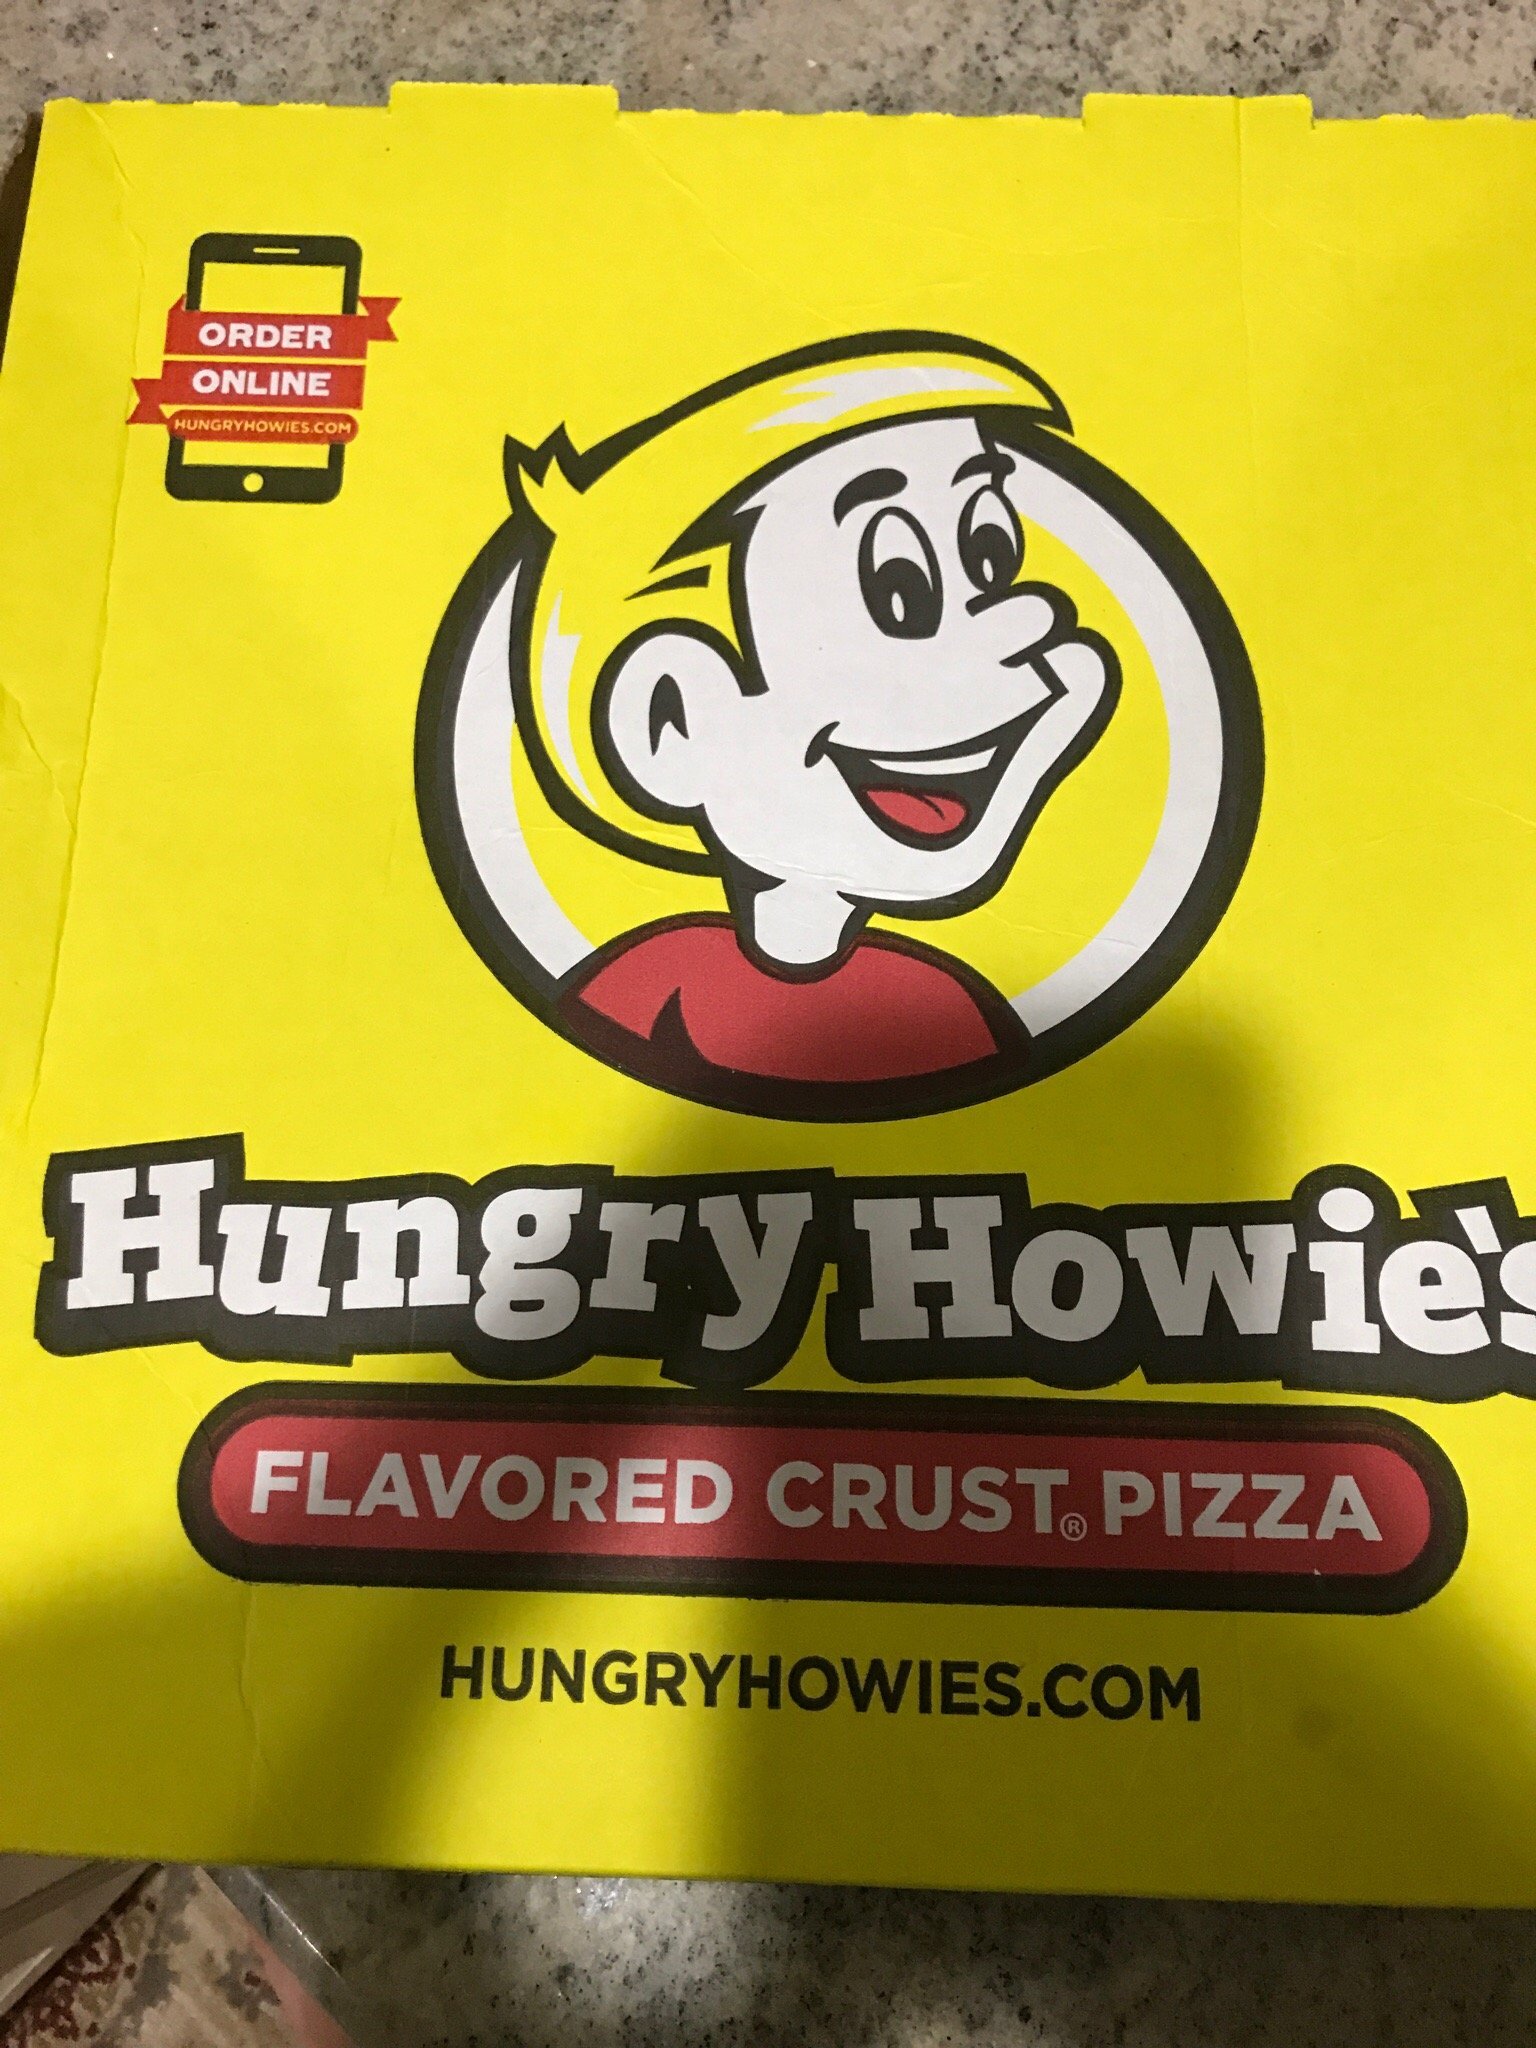 ORDER
ONLINE
HUNGRYHOWIES.COM
Hungry Howie's
FLAVORED CRUST® PIZZA
HUNGRYHOWIES.COM